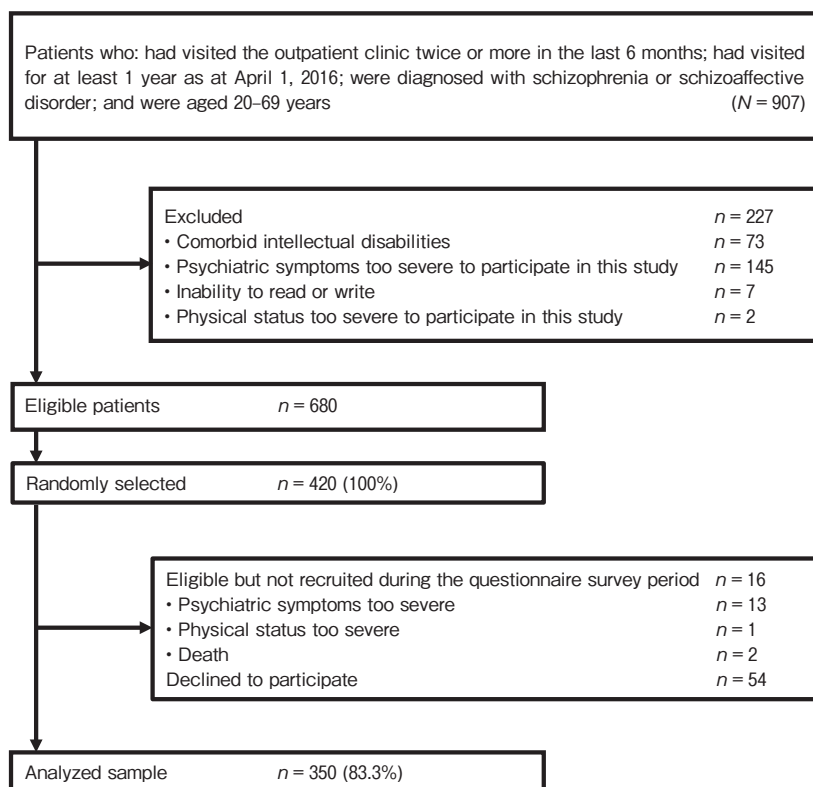 Patients who: had visited the outpatient clinic twice or more in the last 6 months; had visited
for at least 1 year as at April 1, 2016; were diagnosed with schizophrenia or schizoaffective
disorder; and were aged 20–69 years (N = 907)
Excluded n = 227
• Comorbid intellectual disabilities n = 73
• Psychiatric symptoms too severe to participate in this study n = 145
• Inability to read or write n = 7
• Physical status too severe to participate in this study n = 2
Eligible patients n = 680
Randomly selected n = 420 (100%)
Eligible but not recruited during the questionnaire survey period n = 16
• Psychiatric symptoms too severe n = 13
• Physical status too severe n = 1
• Death n = 2
Declined to participate n = 54
Analyzed sample n = 350 (83.3%)